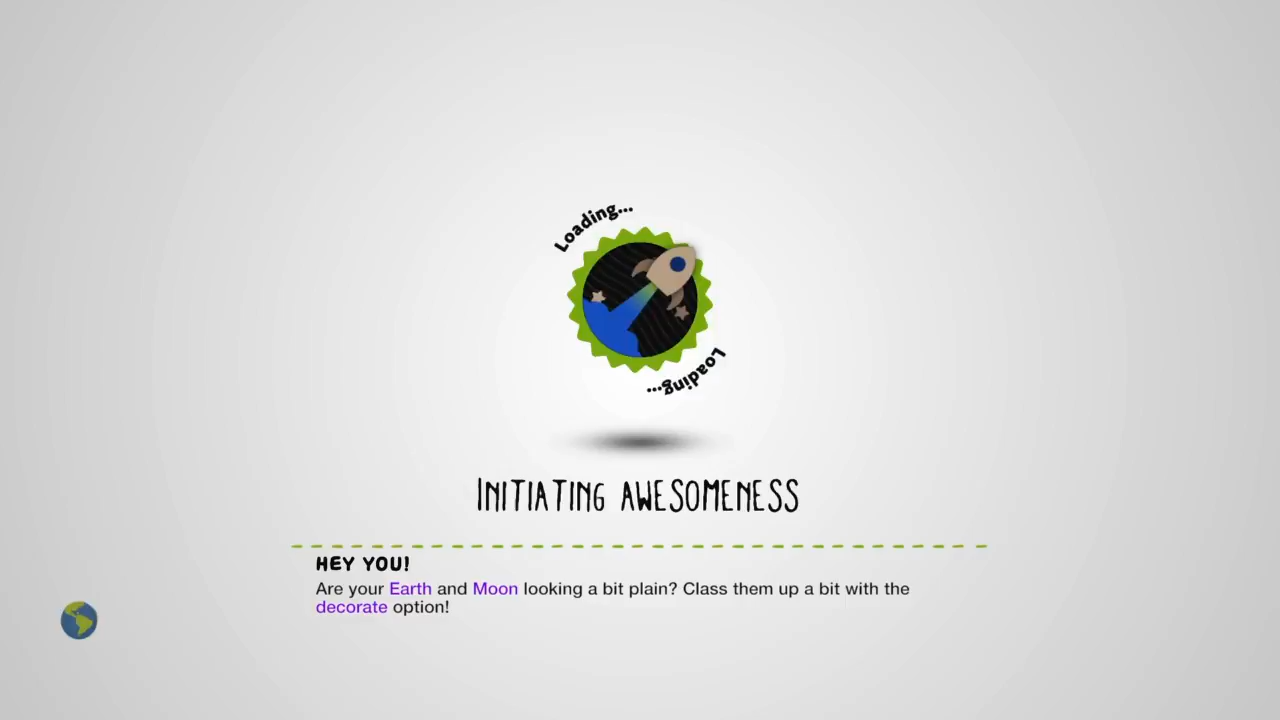 Loading...
Loading...
INITIATING AWESOMENESS
HEY YOU!
Are your Earth and Moon looking a bit plain? Class them up a bit with the
decorate option!